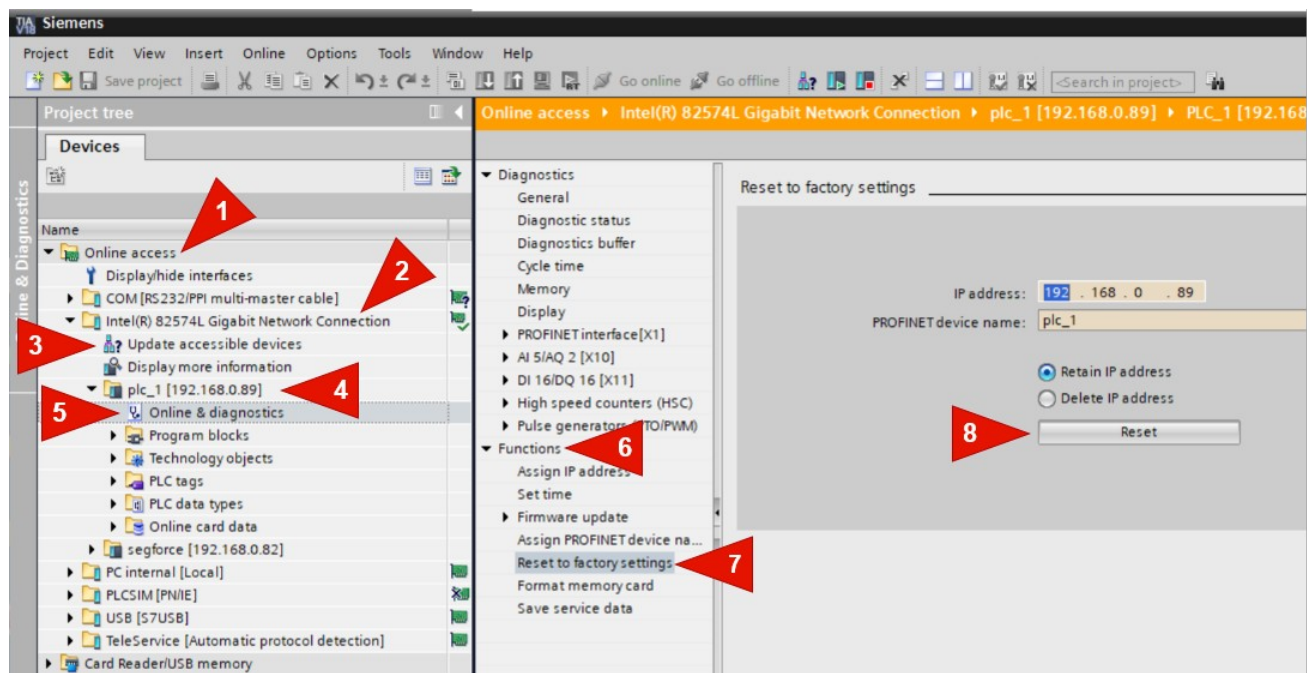 TIA V18 Siemens
Project Edit View Insert Online Options Tools Window Help
Save project Go online Go offline <Search in project>
Project tree
Online access Intel(R) 82574L Gigabit Network Connection plc_1 [192.168.0.89] PLC_1 [192.168
Devices
Name
1
Online access
Display/hide interfaces
2
COM [RS232/PPI multi-master cable]
Intel(R) 82574L Gigabit Network Connection
3
Update accessible devices
Display more information
plc_1 [192.168.0.89]
4
5
Online & diagnostics
Program blocks
Technology objects
PLC tags
PLC data types
Online card data
segforce [192.168.0.82]
PC internal [Local]
PLCSIM [PN/IE]
USB [S7USB]
TeleService [Automatic protocol detection]
Card Reader/USB memory
Diagnostics
General
Diagnostic status
Diagnostics buffer
Cycle time
Memory
Display
PROFINET interface [X1]
AI 5/AQ 2 [X10]
DI 16/DQ 16 [X11]
High speed counters (HSC)
Pulse generators (PTO/PWM)
Functions
6
Assign IP address
Set time
Firmware update
Assign PROFINET device na...
Reset to factory settings
7
Format memory card
Save service data
Reset to factory settings
IP address: 192 . 168 . 0 . 89
PROFINET device name: plc_1
Retain IP address
Delete IP address
8
Reset